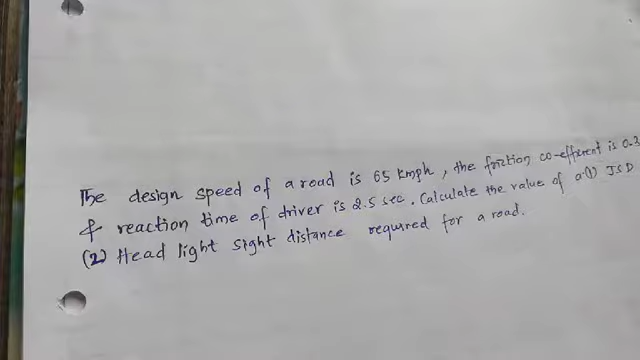 The design speed of a road is 65 kmph, the friction co-efferent is 0.3
& reaction time of driver is 2.5 sec. Calculate the value of a(1) ISD
(2) Head light sight distance required for a road.